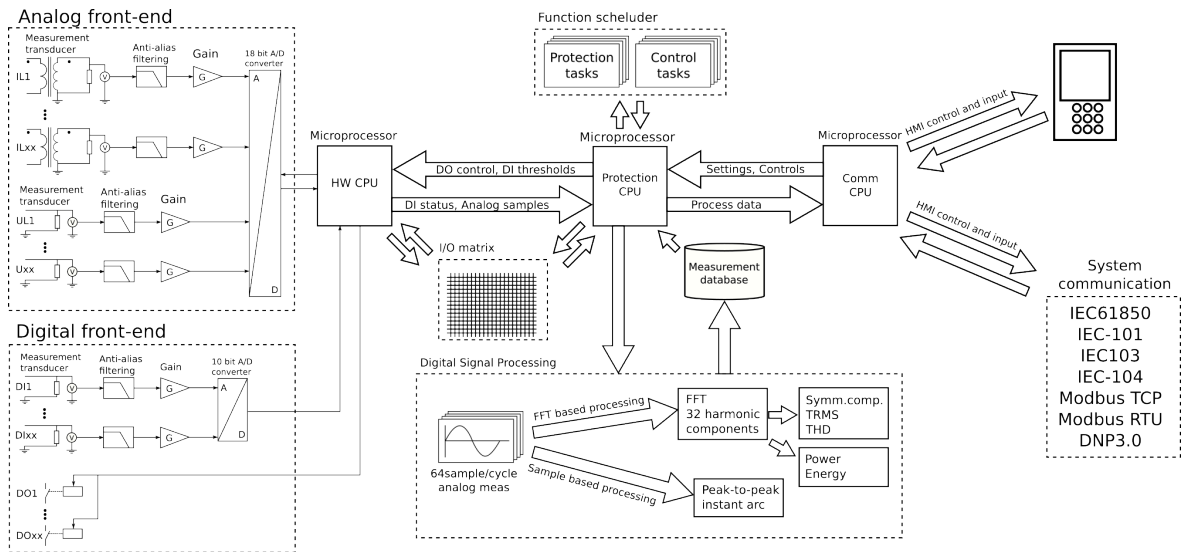 Analog front-end
Measurement
transducer
Anti-alias
filtering
Gain
18 bit A/D
converter
IL1
V
G
A
ILxx
V
G
Measurement
transducer
Anti-alias
filtering
Gain
UL1
V
G
Uxx
V
G
D
Digital front-end
Measurement
transducer
Anti-alias
filtering
Gain
10 bit A/D
converter
DI1
V
G
A
DIxx
V
G
D
DO1
DOxx
Microprocessor
HW CPU
DO control, DI thresholds
DI status, Analog samples
I/O matrix
Function scheluder
Protection
tasks
Control
tasks
Microprocessor
Protection
CPU
Settings, Controls
Process data
Measurement
database
Microprocessor
Comm
CPU
HMI control and input
HMI control and input
System
communication
IEC61850
IEC-101
IEC103
IEC-104
Modbus TCP
Modbus RTU
DNP3.0
Digital Signal Processing
64sample/cycle
analog meas
FFT based processing
Sample based processing
FFT
32 harmonic
components
Symm.comp.
TRMS
THD
Power
Energy
Peak-to-peak
instant arc